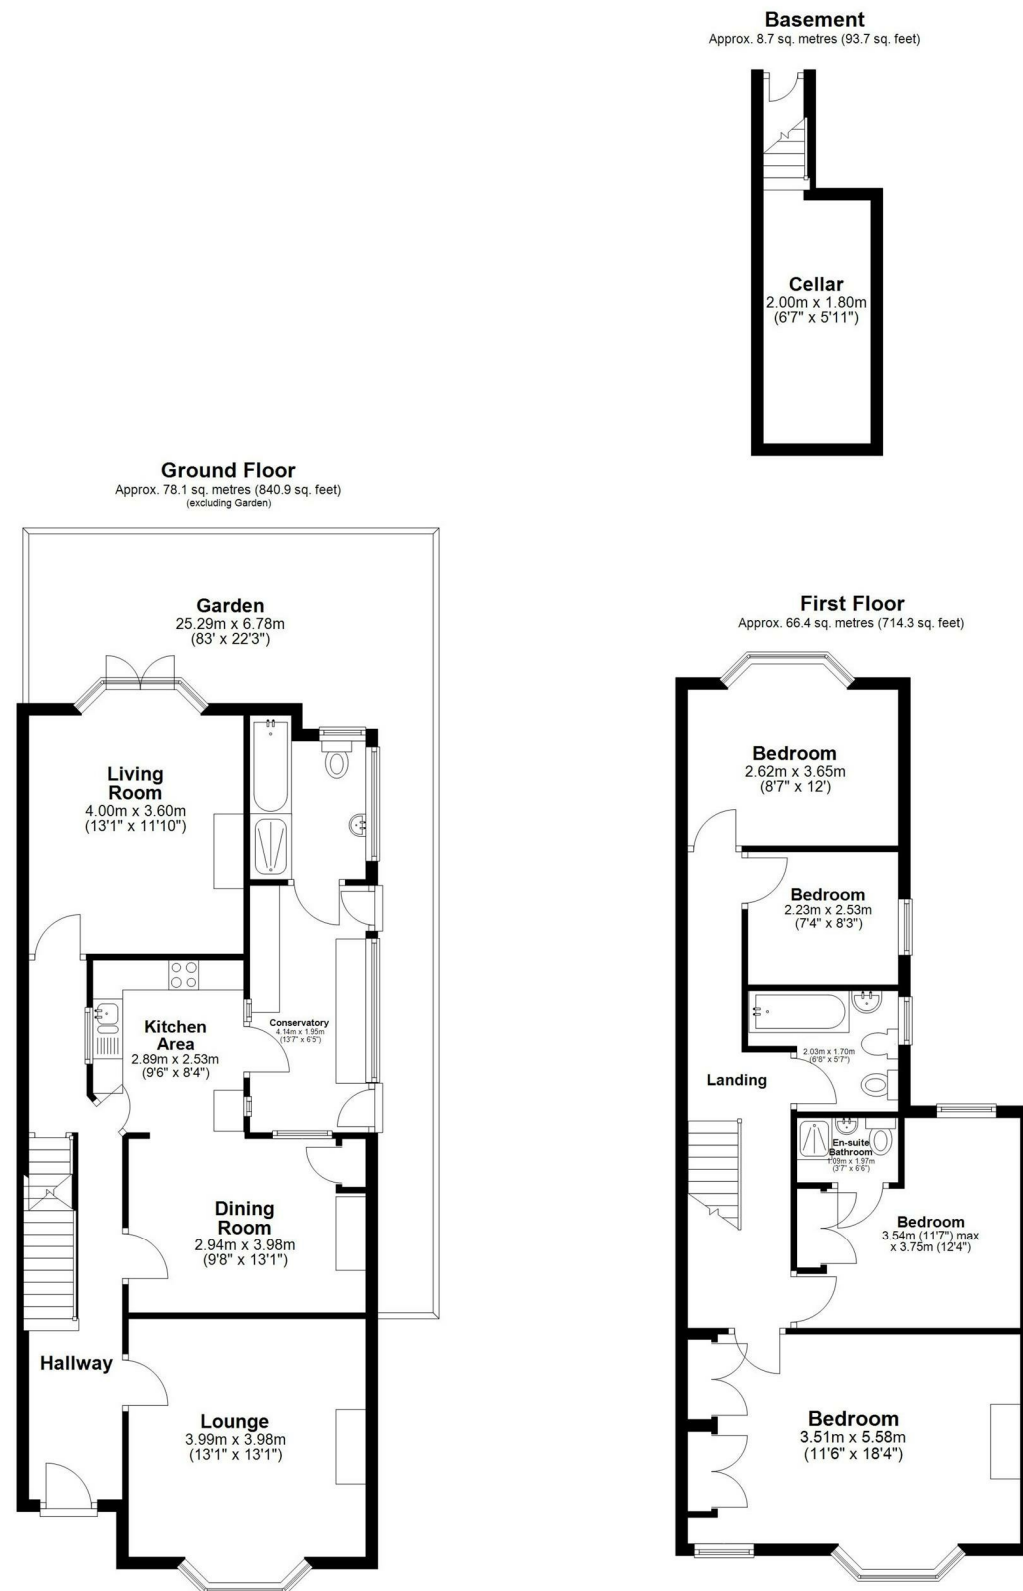 Basement
Approx. 8.7 sq. metres (93.7 sq. feet)
Cellar
2.00m x 1.80m
(6'7" x 5'11")
Ground Floor
Approx. 78.1 sq. metres (840.9 sq. feet)
(excluding Garden)
Garden
25.29m x 6.78m
(83' x 22'3")
Living
Room
4.00m x 3.60m
(13'1" x 11'10")
Conservatory
4.14m x 1.95m
(13'7" x 6'5")
Kitchen
Area
2.89m x 2.53m
(9'6" x 8'4")
Dining
Room
2.94m x 3.98m
(9'8" x 13'1")
Hallway
Lounge
3.99m x 3.98m
(13'1" x 13'1")
First Floor
Approx. 66.4 sq. metres (714.3 sq. feet)
Bedroom
2.62m x 3.65m
(8'7" x 12')
Bedroom
2.23m x 2.53m
(7'4" x 8'3")
2.03m x 1.70m
(6'8" x 5'7")
Landing
En-suite
Bathroom
1.09m x 1.97m
(3'7" x 6'6")
Bedroom
3.54m (11'7") max
x 3.75m (12'4")
Bedroom
3.51m x 5.58m
(11'6" x 18'4")